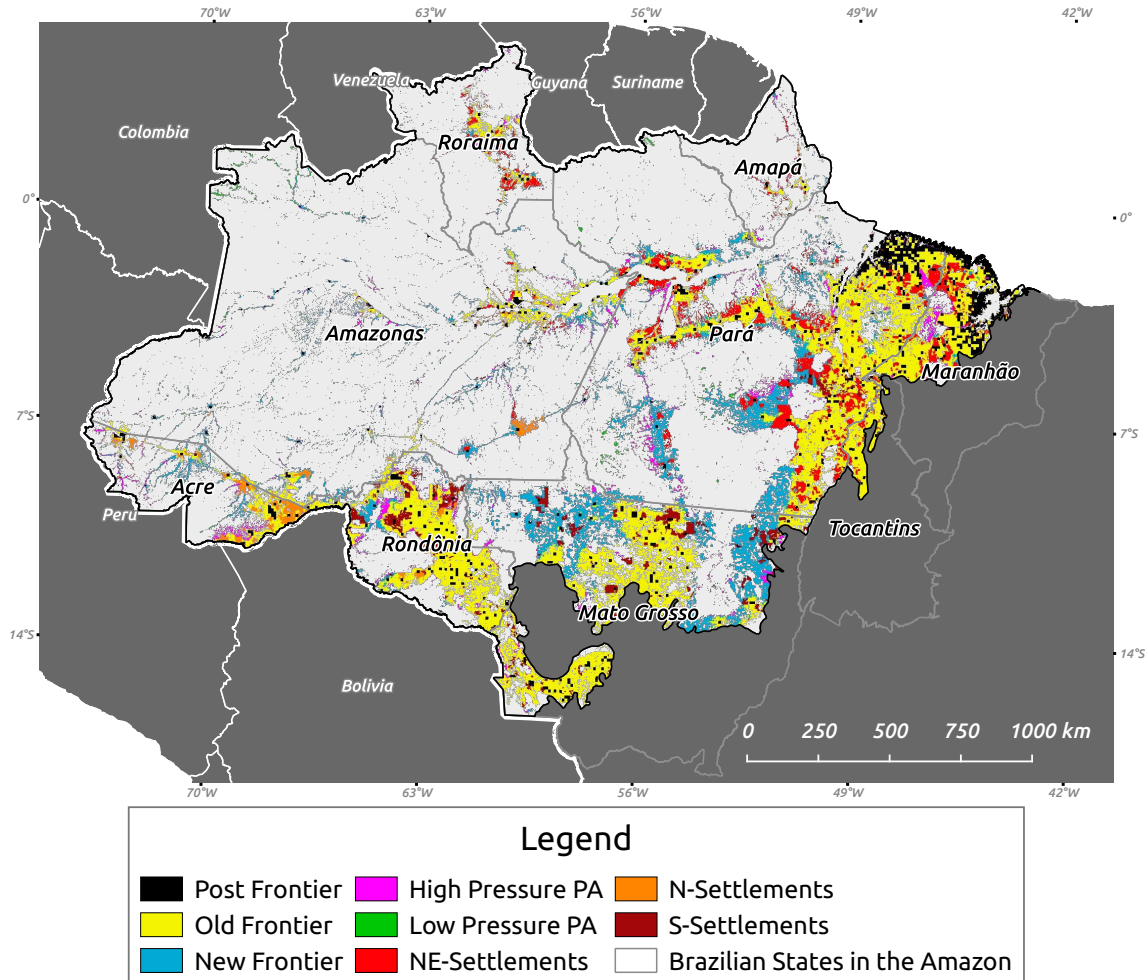 70°W 63°W 56°W 49°W 42°W
Venezuela
Guyana
Suriname
Colombia
Roraima
Amapá
0°
0°
Amazonas
Pará
Maranhão
7°S
7°S
Acre
Peru
Rondônia
Tocantins
Mato Grosso
14°S
14°S
Bolivia
0 250 500 750 1000 km
70°W 63°W 56°W 49°W 42°W
Legend
Post Frontier High Pressure PA N-Settlements
Old Frontier Low Pressure PA S-Settlements
New Frontier NE-Settlements Brazilian States in the Amazon